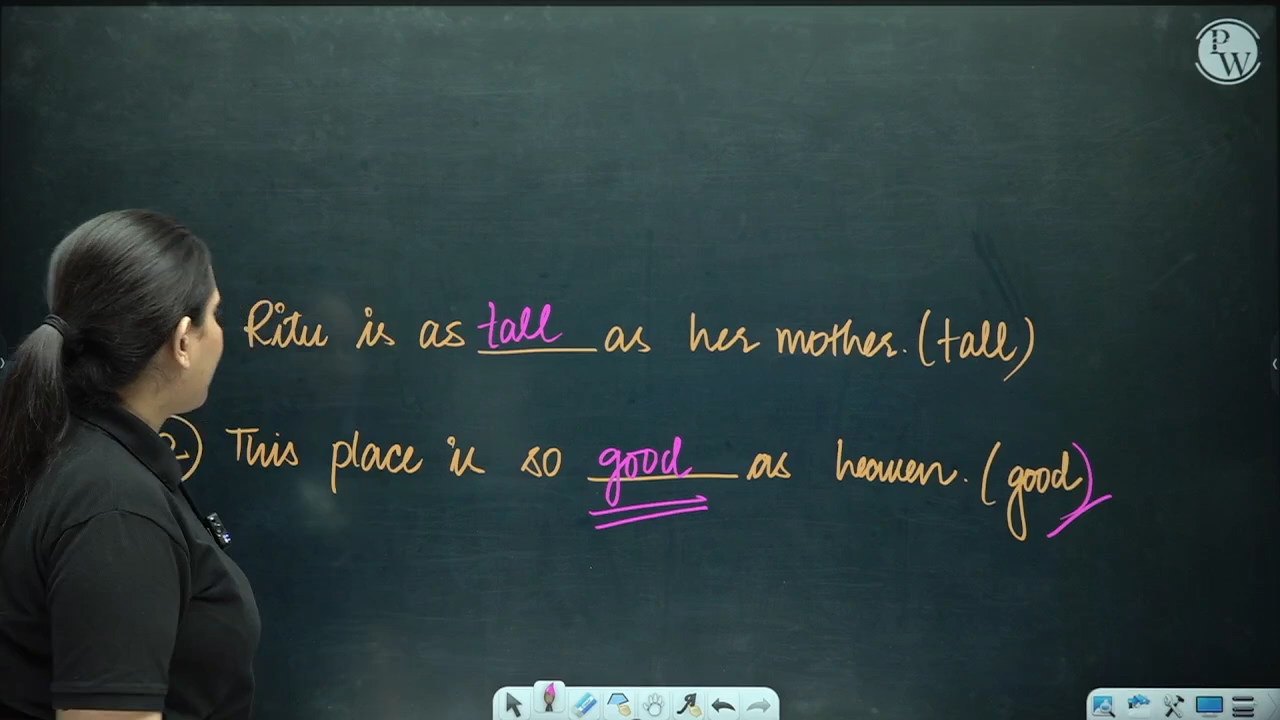 PW
Ritu is as tall as her mother. (tall)
2) This place is so good as heaven. (good)